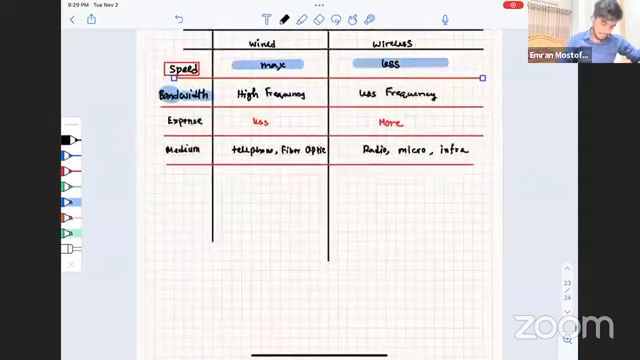 9:29 PM Tue Nov 2
Wired Wireless
Speed max less
Bandwidth High Frequency less Frequency
Expense less More
Medium telephone, Fiber Optic Radio, micro, infra
Emran Mostof...
23
/
24
zoom